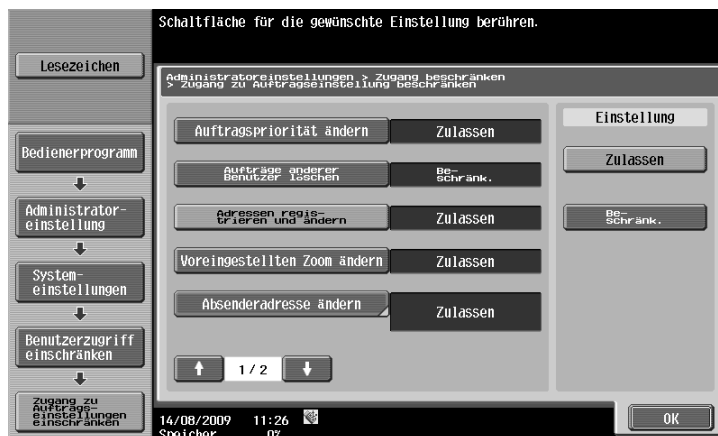 Schaltfläche für die gewünschte Einstellung berühren.
Lesezeichen
Administratoreinstellungen > Zugang beschränken
> Zugang zu Auftragseinstellung beschränken
Bedienerprogramm
Administrator-
einstellung
System-
einstellungen
Benutzerzugriff
einschränken
Zugang zu
Auftrags-
einstellungen
einschränken
Auftragspriorität ändern
Zulassen
Aufträge anderer
Benutzer löschen
Be-
schränk.
Adressen regis-
trieren und ändern
Zulassen
Voreingestellten Zoom ändern
Zulassen
Absenderadresse ändern
Zulassen
1/2
Einstellung
Zulassen
Be-
schränk.
14/08/2009 11:26
Speicher 0%
OK